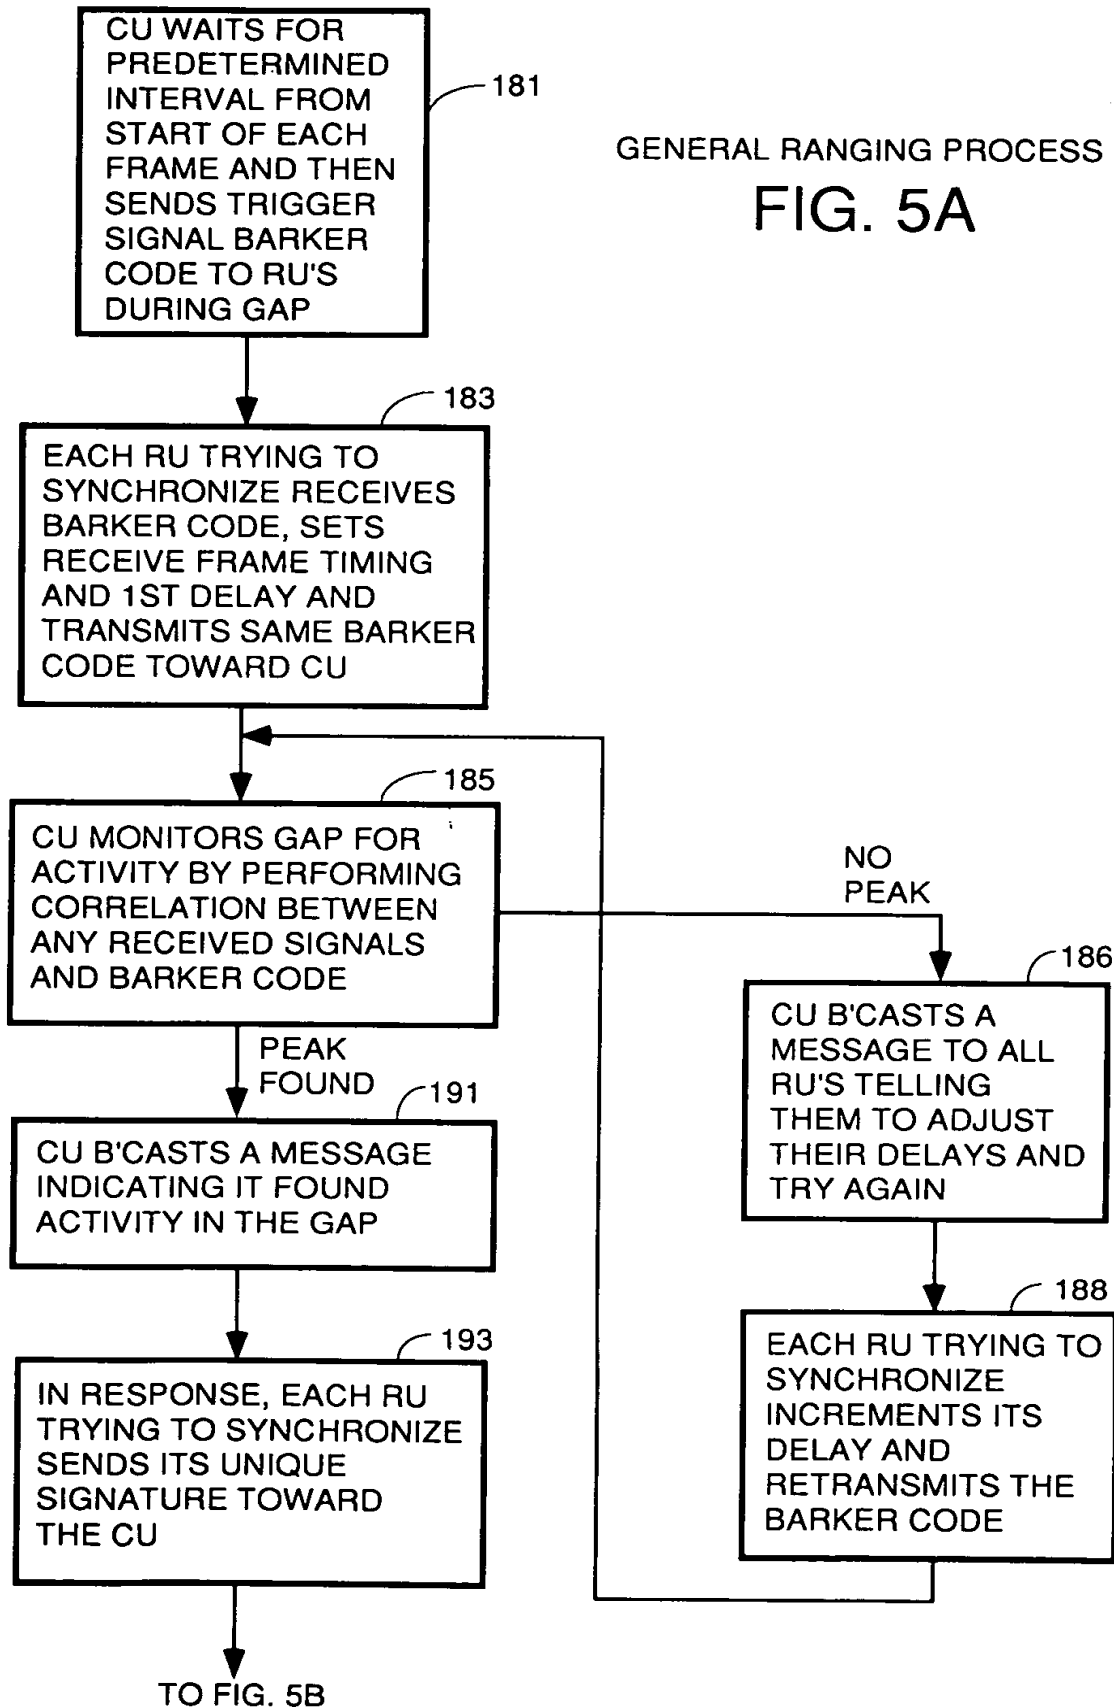 CU WAITS FOR
PREDETERMINED
INTERVAL FROM
START OF EACH
FRAME AND THEN
SENDS TRIGGER
SIGNAL BARKER
CODE TO RU'S
DURING GAP
181
GENERAL RANGING PROCESS
FIG. 5A
183
EACH RU TRYING TO
SYNCHRONIZE RECEIVES
BARKER CODE, SETS
RECEIVE FRAME TIMING
AND 1ST DELAY AND
TRANSMITS SAME BARKER
CODE TOWARD CU
185
CU MONITORS GAP FOR
ACTIVITY BY PERFORMING
CORRELATION BETWEEN
ANY RECEIVED SIGNALS
AND BARKER CODE
NO
PEAK
186
CU B'CASTS A
MESSAGE TO ALL
RU'S TELLING
THEM TO ADJUST
THEIR DELAYS AND
TRY AGAIN
PEAK
FOUND
191
CU B'CASTS A MESSAGE
INDICATING IT FOUND
ACTIVITY IN THE GAP
188
EACH RU TRYING TO
SYNCHRONIZE
INCREMENTS ITS
DELAY AND
RETRANSMITS THE
BARKER CODE
193
IN RESPONSE, EACH RU
TRYING TO SYNCHRONIZE
SENDS ITS UNIQUE
SIGNATURE TOWARD
THE CU
TO FIG. 5B